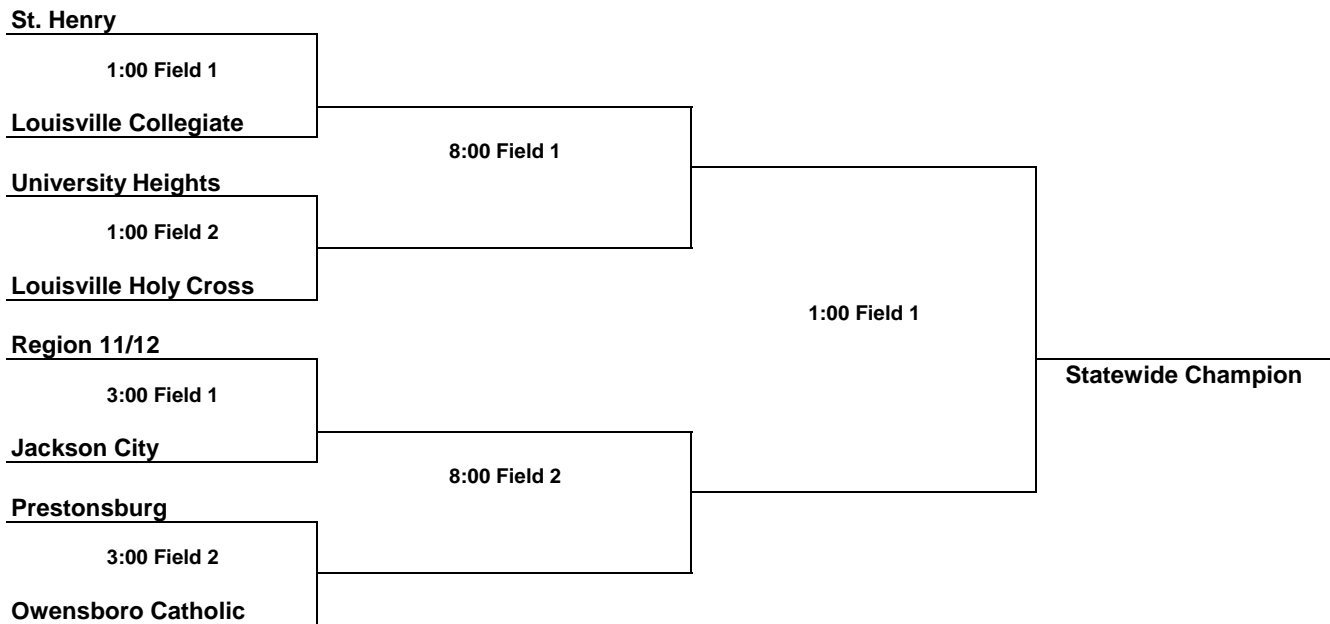 St. Henry
1:00 Field 1
Louisville Collegiate
8:00 Field 1
University Heights
1:00 Field 2
Louisville Holy Cross
1:00 Field 1
Region 11/12
3:00 Field 1
Statewide Champion
Jackson City
8:00 Field 2
Prestonsburg
3:00 Field 2
Owensboro Catholic